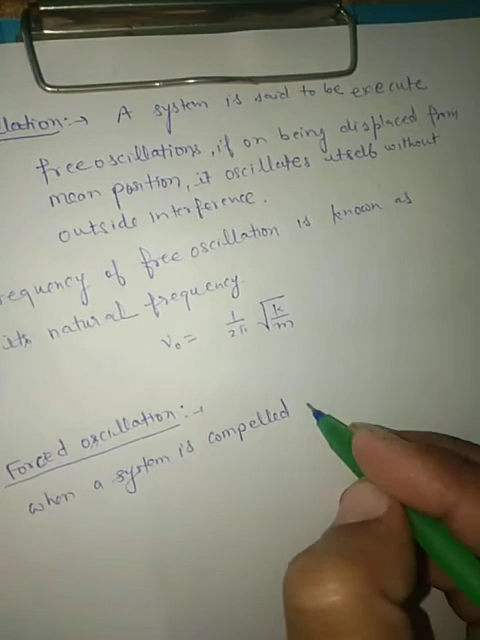 llation:→ A system is said to be execute
free oscillations, if on being displaced from
mean position, it oscillates itself without
outside interference.
requency of free oscillation is known as
its natural frequency.
ν₀ = 1/2π √k/m
Forced oscillation:→
when a system is compelled